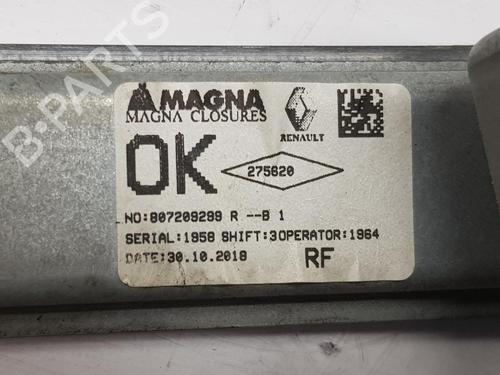 MAGNA
MAGNA CLOSURES
RENAULT
OK
275620
NO:807209299 R --B 1
SERIAL:1958 SHIFT:3OPERATOR:1964
DATE:30.10.2018
RF
B-PARTS